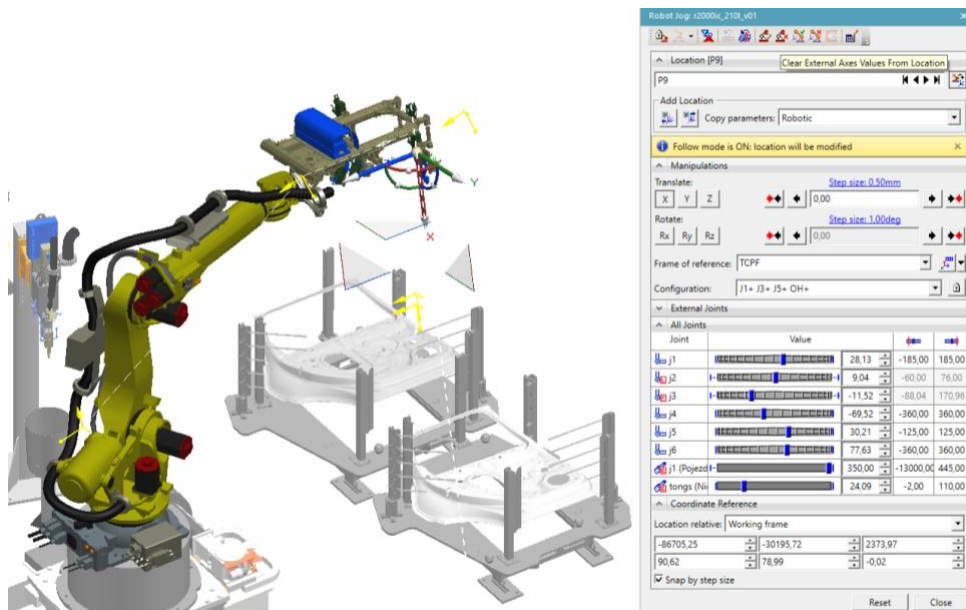 Robot Jog: r2000ic_210l_v01
Location [P9]
Clear External Axes Values From Location
P9
Add Location
Copy parameters: Robotic
Follow mode is ON: location will be modified
Manipulations
Translate: Step size: 0.50mm
X Y Z 0,00
Rotate: Step size: 1.00deg
Rx Ry Rz 0,00
Frame of reference: TCPF
Configuration: J1+ J3+ J5+ OH+
External Joints
All Joints
Joint Value
j1 28,13 -185,00 185,00
j2 9,04 -60,00 76,00
j3 -11,52 -88,04 170,96
j4 -69,52 -360,00 360,00
j5 30,21 -125,00 125,00
j6 77,63 -360,00 360,00
j1 (Pojezd 350,00 -13000,00 445,00
tongs (Ni 24,09 -2,00 110,00
Coordinate Reference
Location relative: Working frame
-86705,25 -30195,72 2373,97
90,62 78,99 -0,02
Snap by step size
Reset Close
Y
X